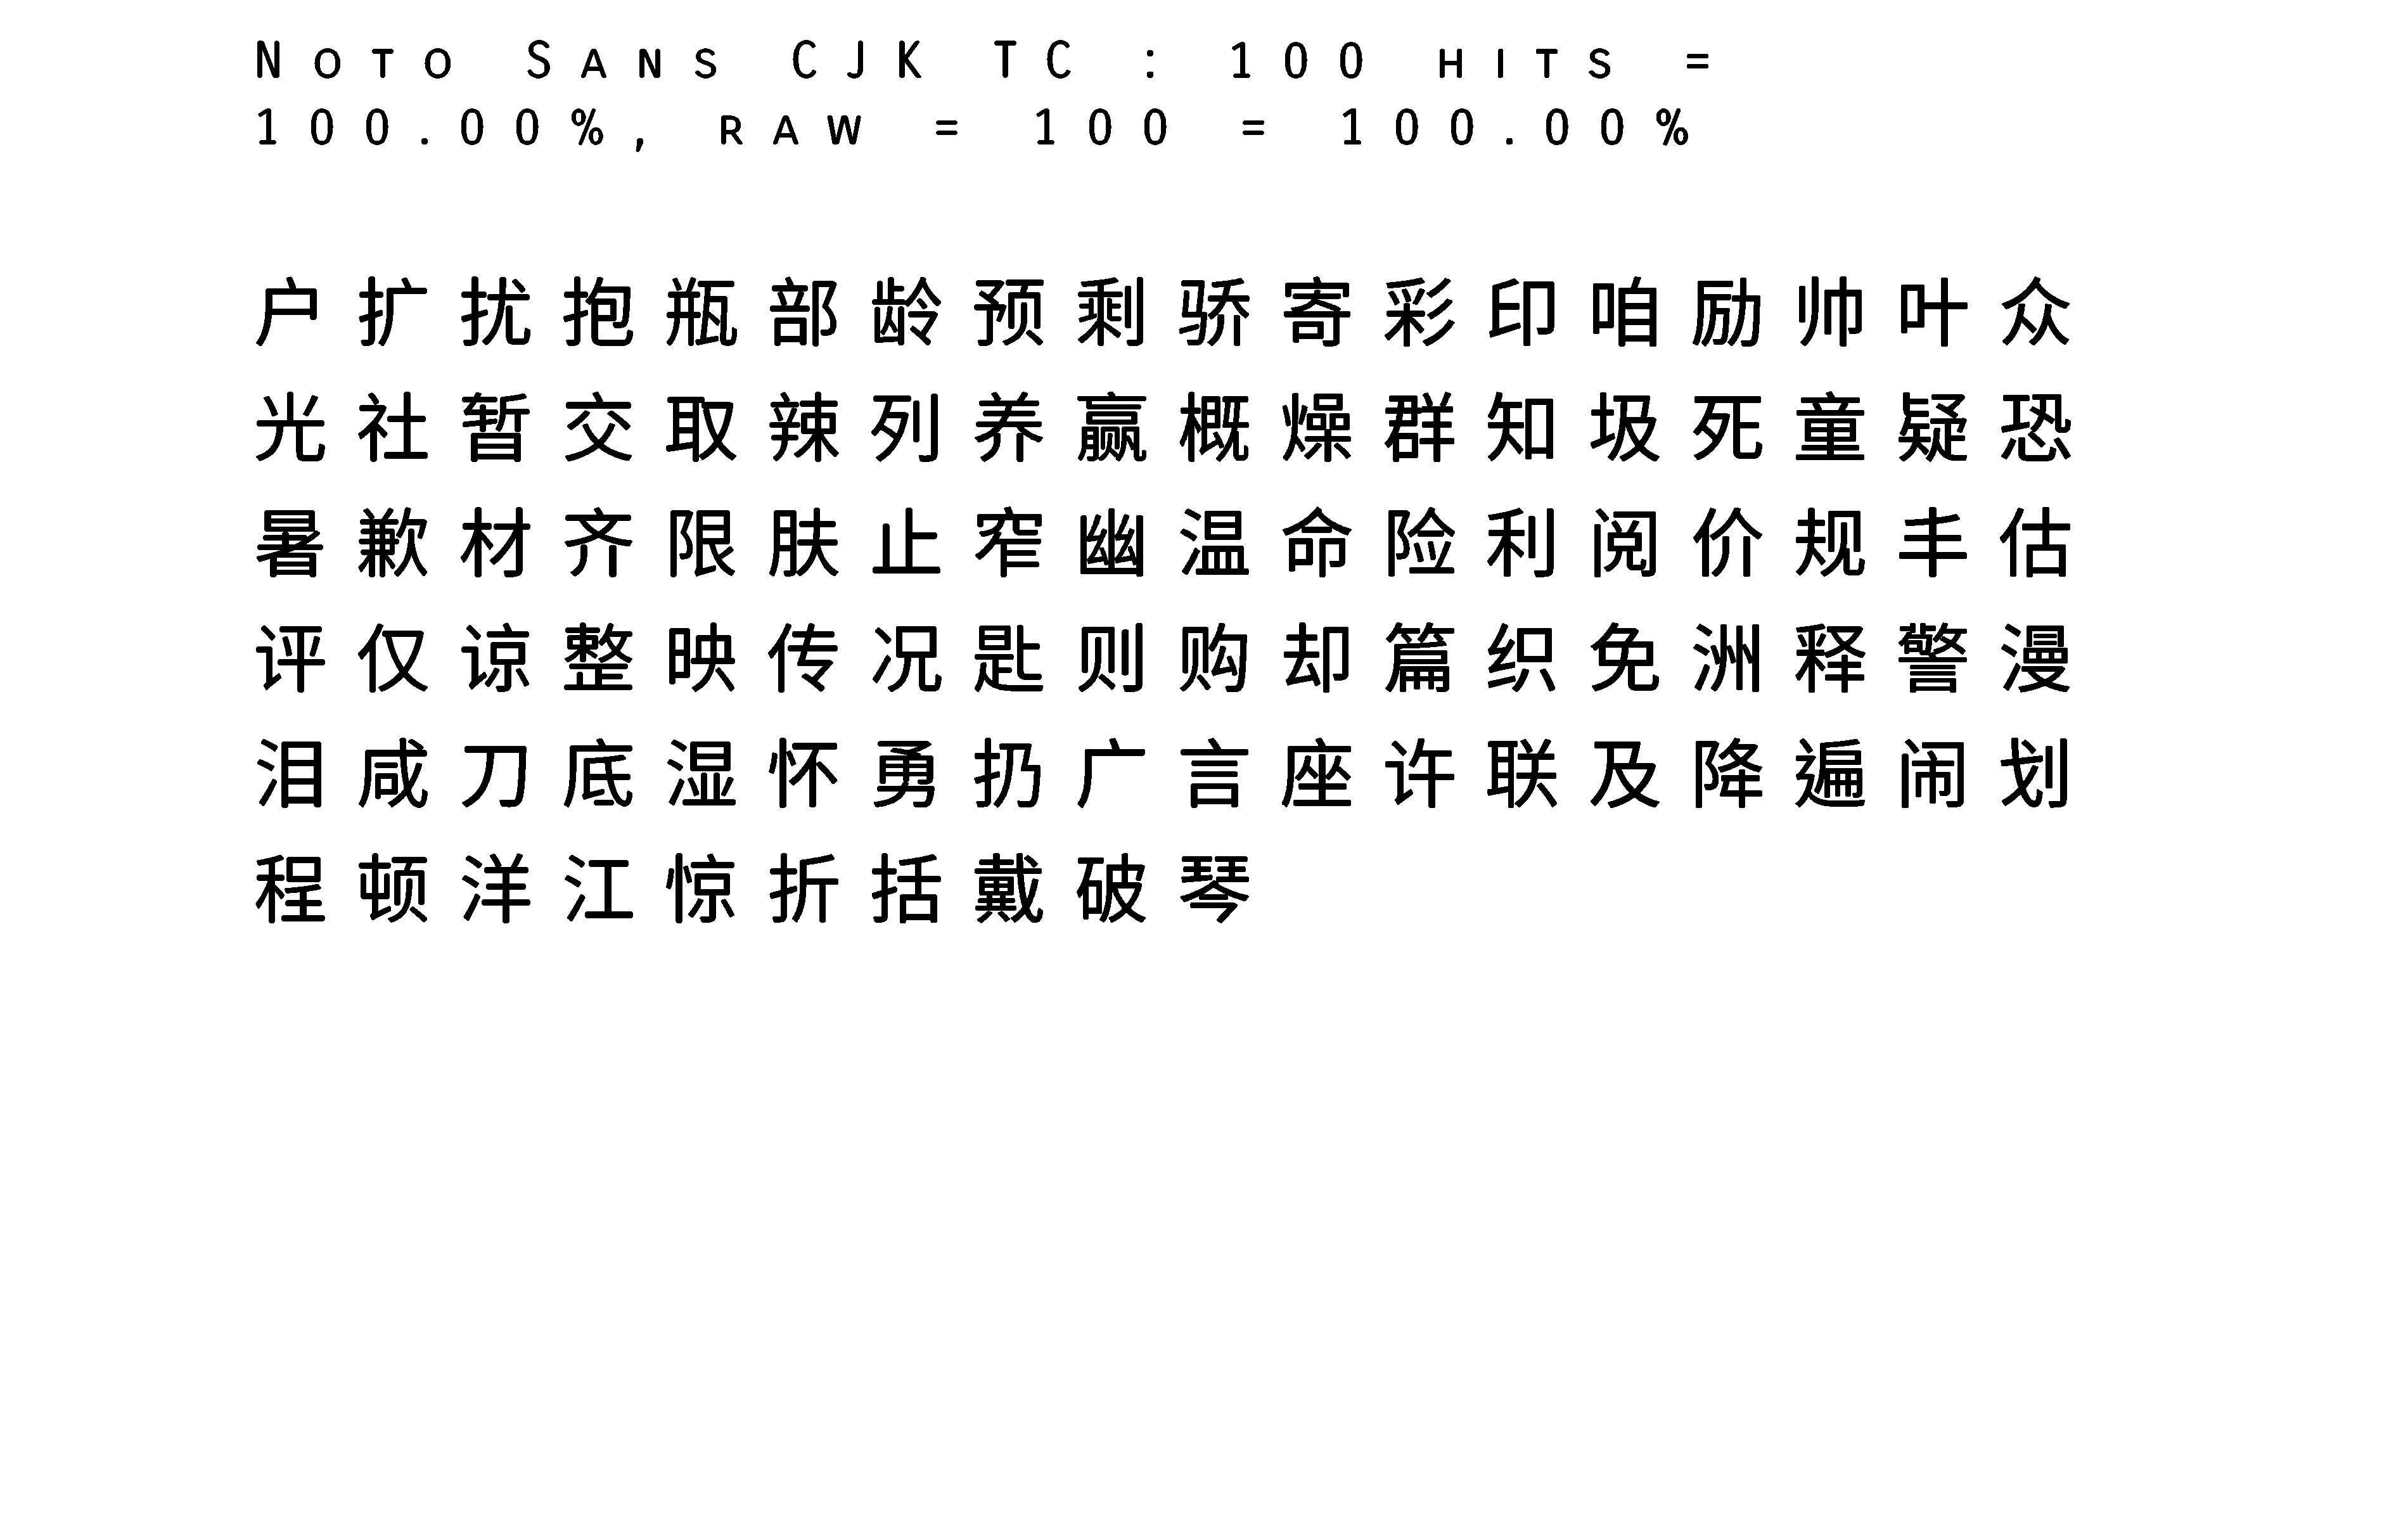 Noto Sans CJK TC : 100 hits =
100.00%, raw = 100 = 100.00%
户扩扰抱瓶部龄预剩骄寄彩印咱励帅叶众
光社暂交取辣列养赢概燥群知圾死童疑恐
暑歉材齐限肤止窄幽温命险利阅价规丰估
评仅谅整映传况匙则购却篇织免洲释警漫
泪咸刀底湿怀勇扔广言座许联及降遍闹划
程顿洋江惊折括戴破琴